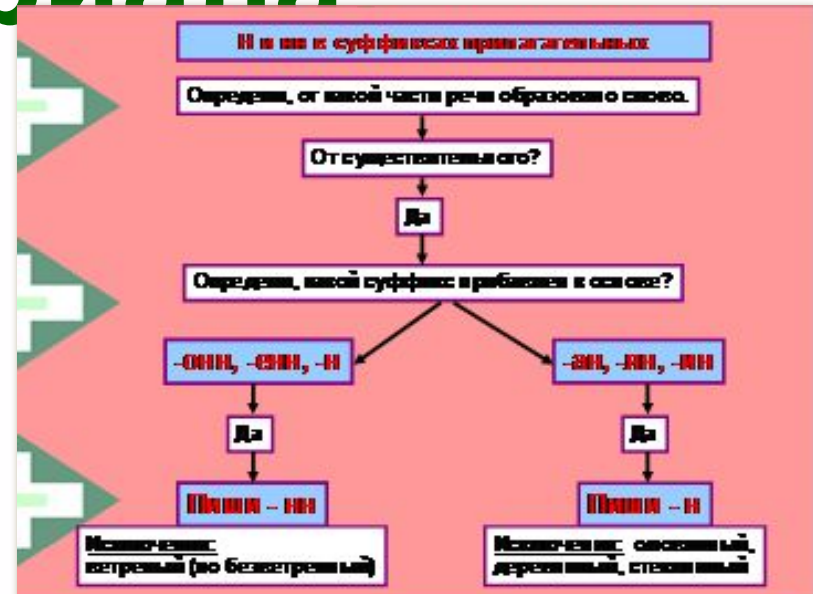 Н и нн в суффиксах прилагательных
Определи, от какой части речи образовано слово.
От существительного?
Да
Определи, какой суффикс прибавлен к основе?
-онн, -енн, -н
-ан, -ян, -ин
Да
Да
Пиши – нн
Пиши – н
Исключения:
ветреный (но безветренный)
Исключения: оловянный,
деревянный, стеклянный